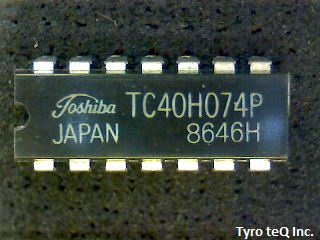 Toshiba TC40H074P
JAPAN 8646H
Tyro teQ Inc.